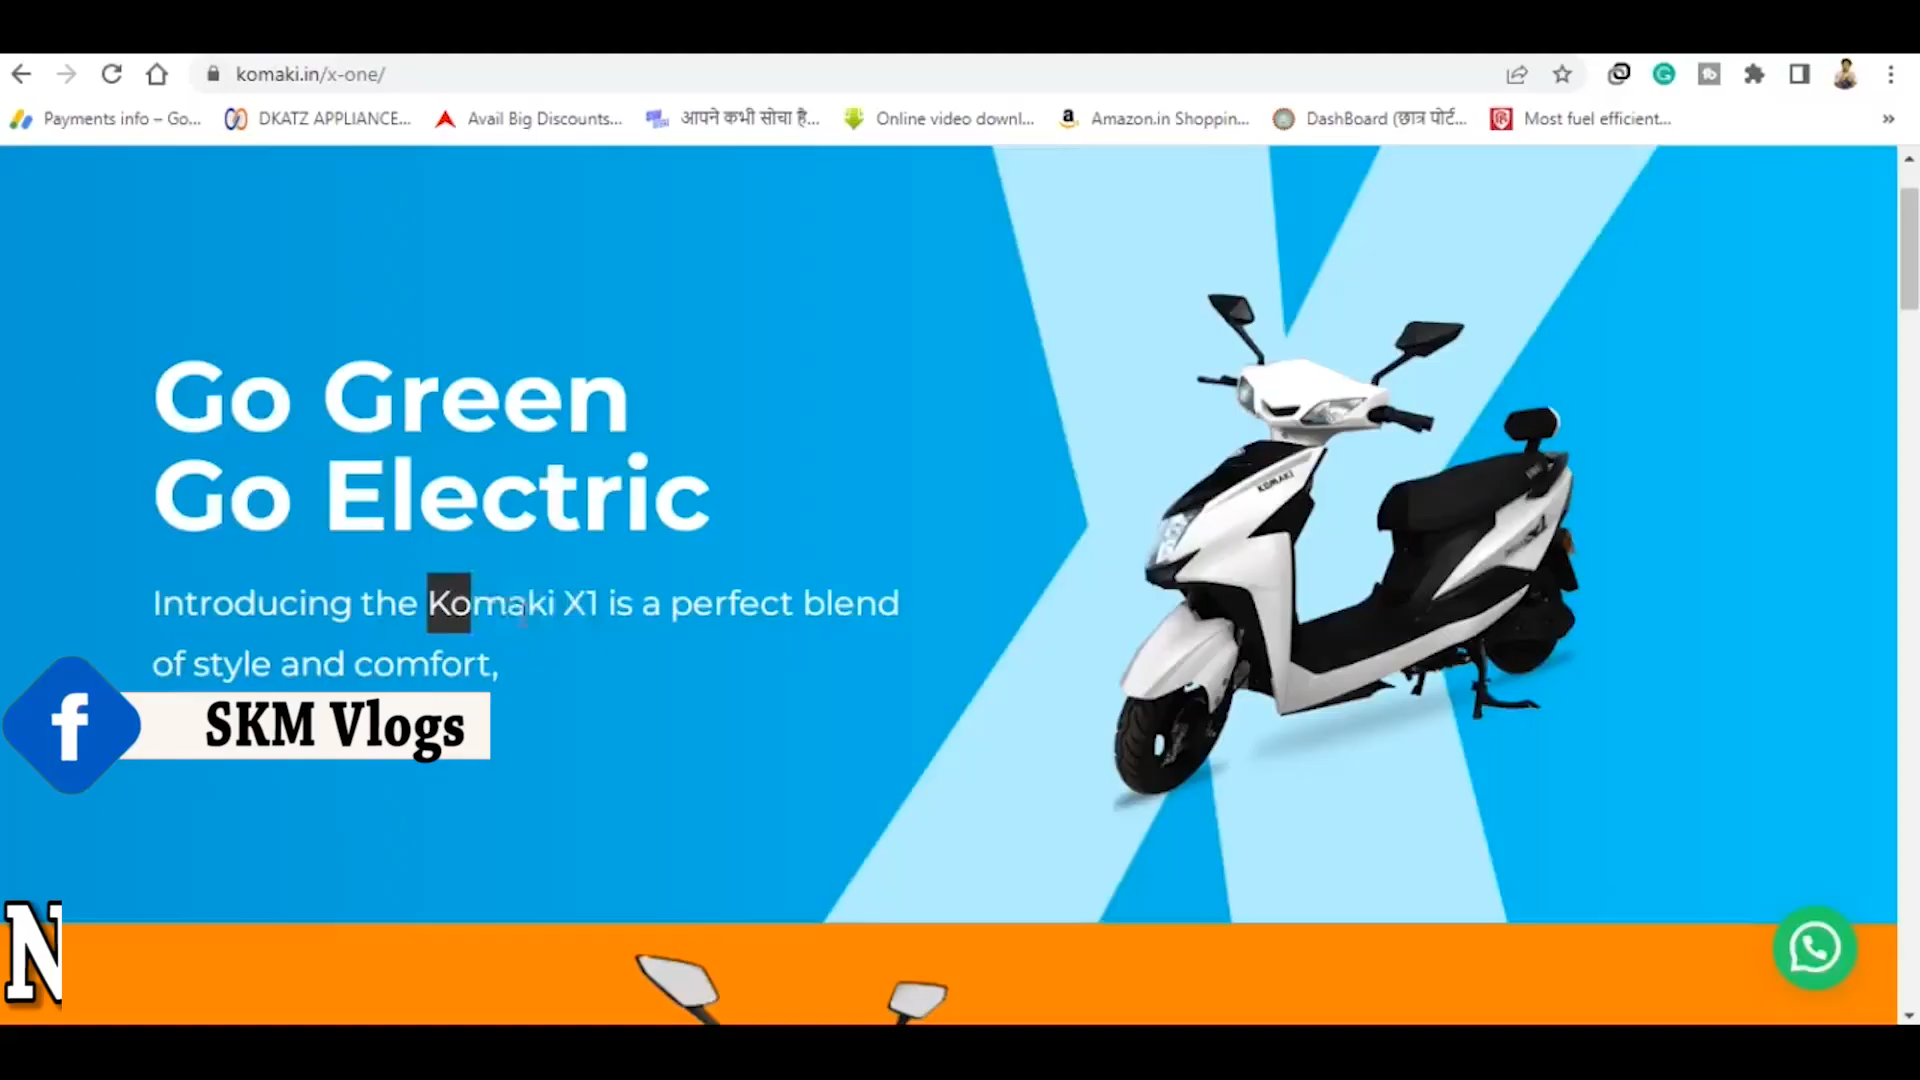 komaki.in/x-one/
Payments info – Go...
DKATZ APPLIANCE...
Avail Big Discounts...
आपने कभी सोचा है...
Online video downl...
Amazon.in Shoppin...
DashBoard (छात्र पोर्ट...
Most fuel efficient...
»
Go Green
Go Electric
Introducing the Komaki X1 is a perfect blend
of style and comfort,
KOMAKI
f
SKM Vlogs
N